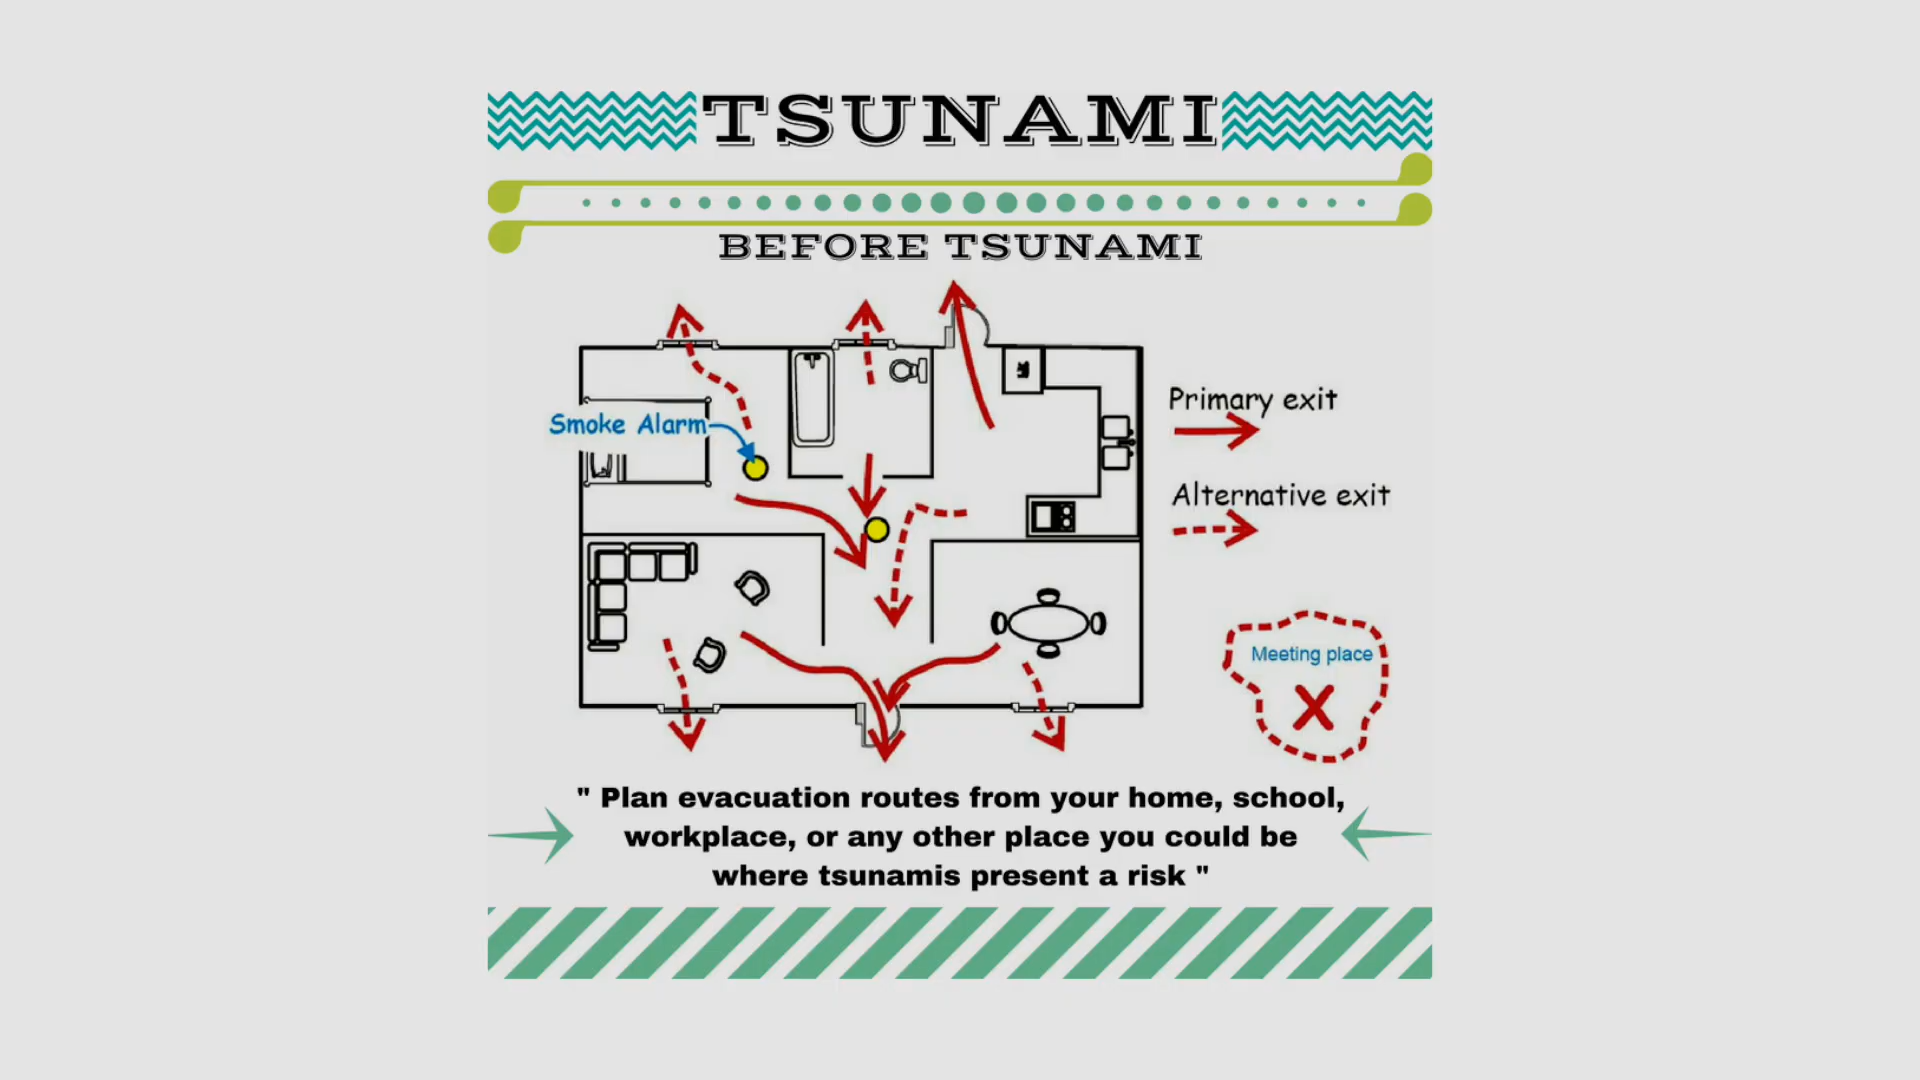 TSUNAMI
BEFORE TSUNAMI
Smoke Alarm
Primary exit
Alternative exit
Meeting place
X
" Plan evacuation routes from your home, school,
workplace, or any other place you could be
where tsunamis present a risk "